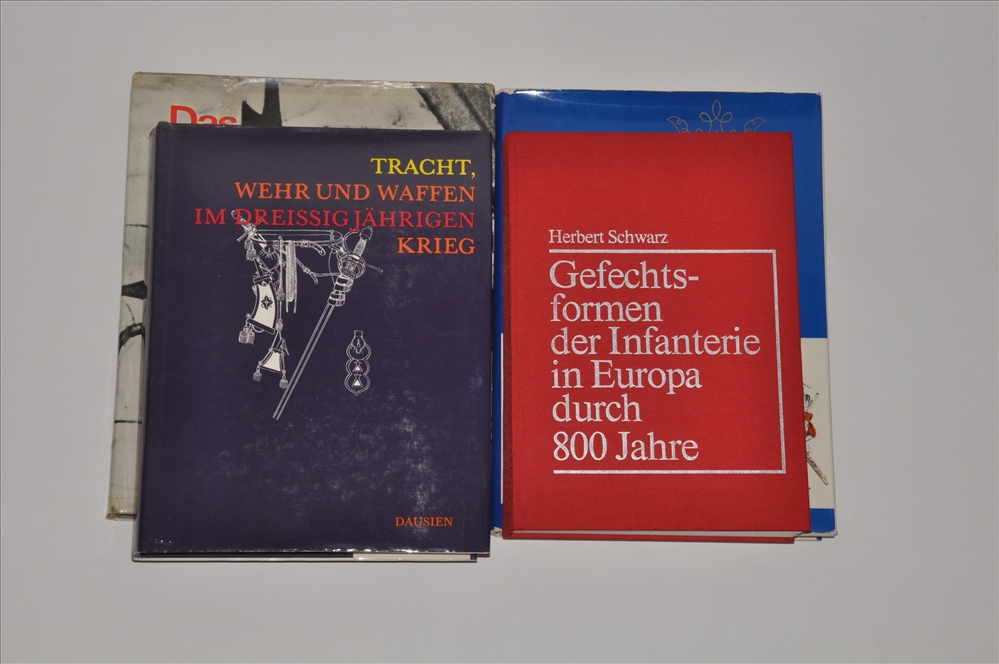 Das
TRACHT,
WEHR UND WAFFEN
IM DREISSIGJÄHRIGEN
KRIEG
DAUSIEN
Herbert Schwarz
Gefechts-
formen
der Infanterie
in Europa
durch
800 Jahre